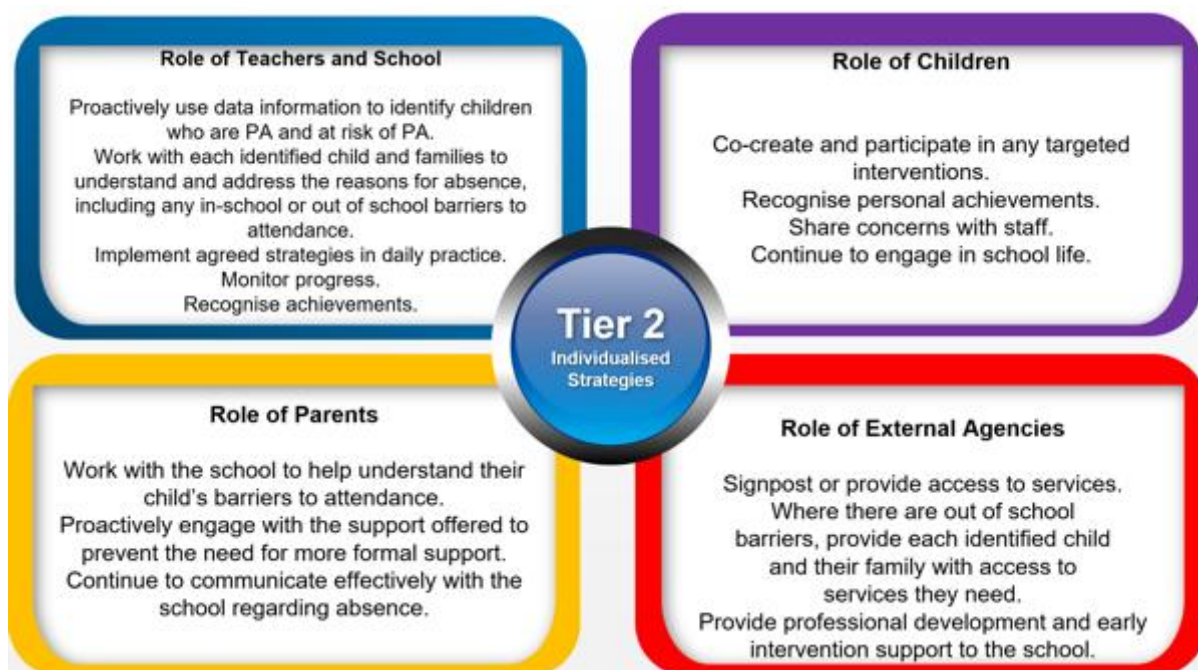 Role of Teachers and School
Proactively use data information to identify children
who are PA and at risk of PA.
Work with each identified child and families to
understand and address the reasons for absence,
including any in-school or out of school barriers to
attendance.
Implement agreed strategies in daily practice.
Monitor progress.
Recognise achievements.
Role of Children
Co-create and participate in any targeted
interventions.
Recognise personal achievements.
Share concerns with staff.
Continue to engage in school life.
Tier 2
Individualised
Strategies
Role of Parents
Work with the school to help understand their
child's barriers to attendance.
Proactively engage with the support offered to
prevent the need for more formal support.
Continue to communicate effectively with the
school regarding absence.
Role of External Agencies
Signpost or provide access to services.
Where there are out of school
barriers, provide each identified child
and their family with access to
services they need.
Provide professional development and early
intervention support to the school.